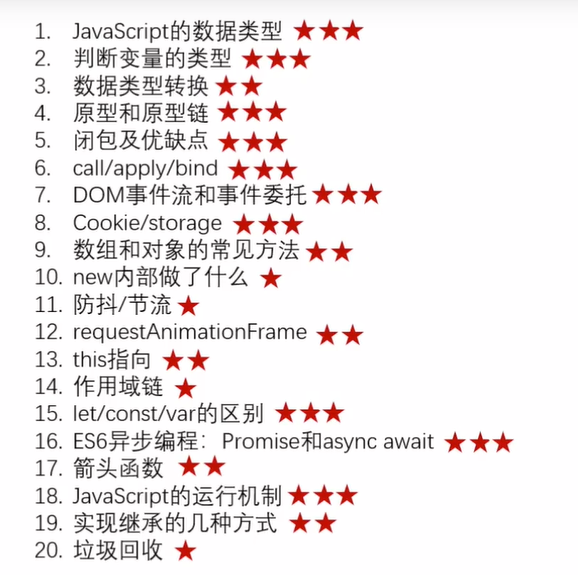 1. JavaScript的数据类型 ★★★
2. 判断变量的类型 ★★★
3. 数据类型转换 ★★
4. 原型和原型链 ★★★
5. 闭包及优缺点 ★★★
6. call/apply/bind ★★★
7. DOM事件流和事件委托 ★★★
8. Cookie/storage ★★★
9. 数组和对象的常见方法 ★★
10. new内部做了什么 ★
11. 防抖/节流 ★
12. requestAnimationFrame ★★
13. this指向 ★★
14. 作用域链 ★
15. let/const/var的区别 ★★★
16. ES6异步编程：Promise和async await ★★★
17. 箭头函数 ★★
18. JavaScript的运行机制 ★★★
19. 实现继承的几种方式 ★★
20. 垃圾回收 ★